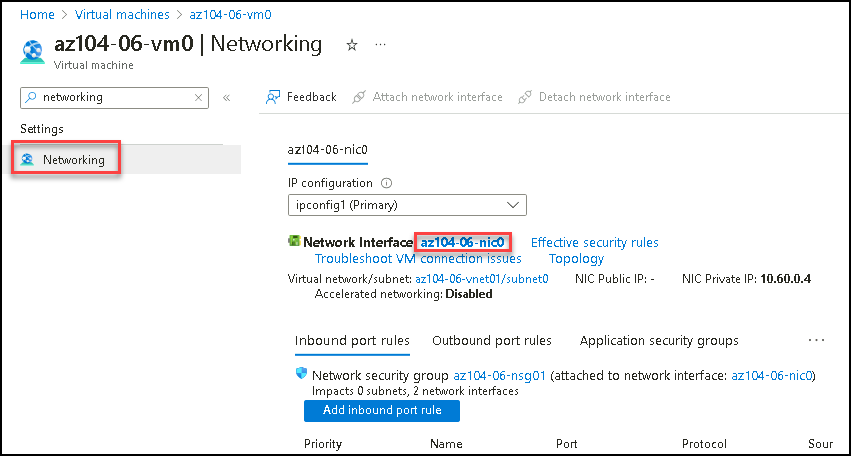 Home > Virtual machines > az104-06-vm0
az104-06-vm0 | Networking
Virtual machine
networking
Feedback
Attach network interface
Detach network interface
Settings
Networking
az104-06-nic0
IP configuration
ipconfig1 (Primary)
Network Interface: az104-06-nic0 Effective security rules
Troubleshoot VM connection issues Topology
Virtual network/subnet: az104-06-vnet01/subnet0 NIC Public IP: - NIC Private IP: 10.60.0.4
Accelerated networking: Disabled
Inbound port rules Outbound port rules Application security groups
Network security group az104-06-nsg01 (attached to network interface: az104-06-nic0)
Impacts 0 subnets, 2 network interfaces
Add inbound port rule
Priority Name Port Protocol Sour